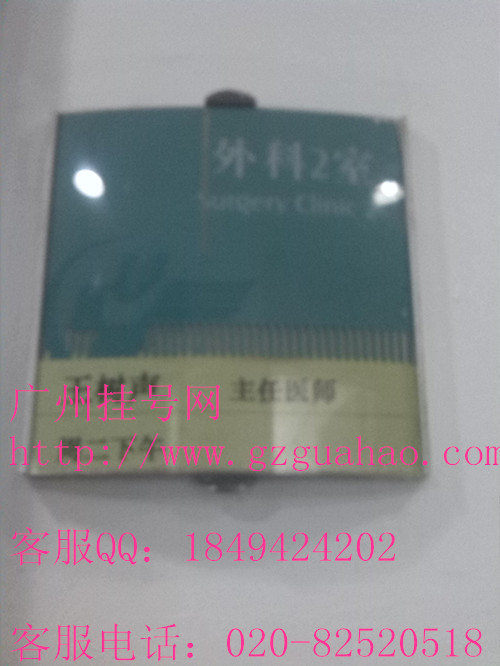 外科2室
Surgery Clinic
主任医师
广州挂号网
http://www.gzguahao.com
客服QQ：1849424202
客服电话：020-82520518